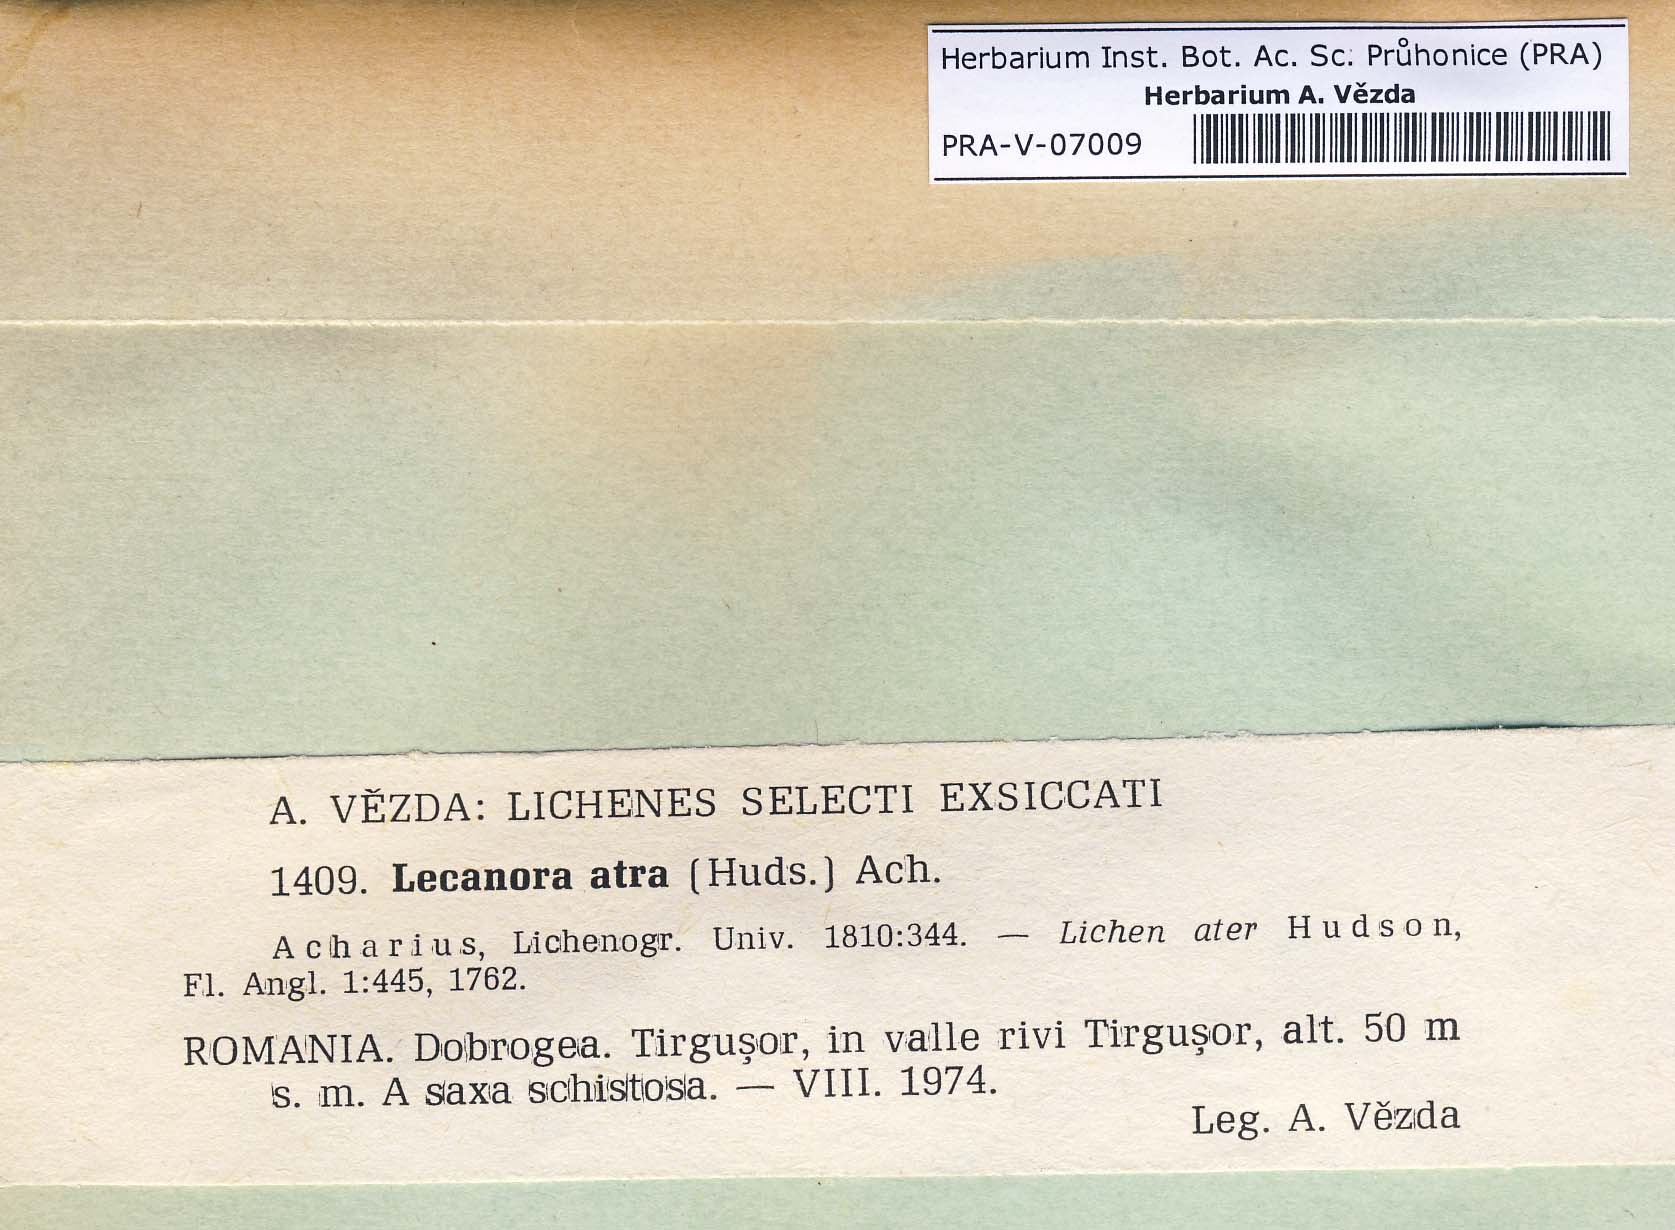 Herbarium Inst. Bot. Ac. Sc. Průhonice (PRA)
Herbarium A. Vězda
PRA-V-07009
A. VĚZDA: LICHENES SELECTI EXSICCATI
1409. Lecanora atra (Huds.) Ach.
Acharius, Lichenogr. Univ. 1810:344. — Lichen ater Hudson,
Fl. Angl. 1:445, 1762.
ROMANIA. Dobrogea. Tirgușor, in valle rivi Tirgușor, alt. 50 m
s. m. A saxa schistosa. — VIII. 1974.
Leg. A. Vězda